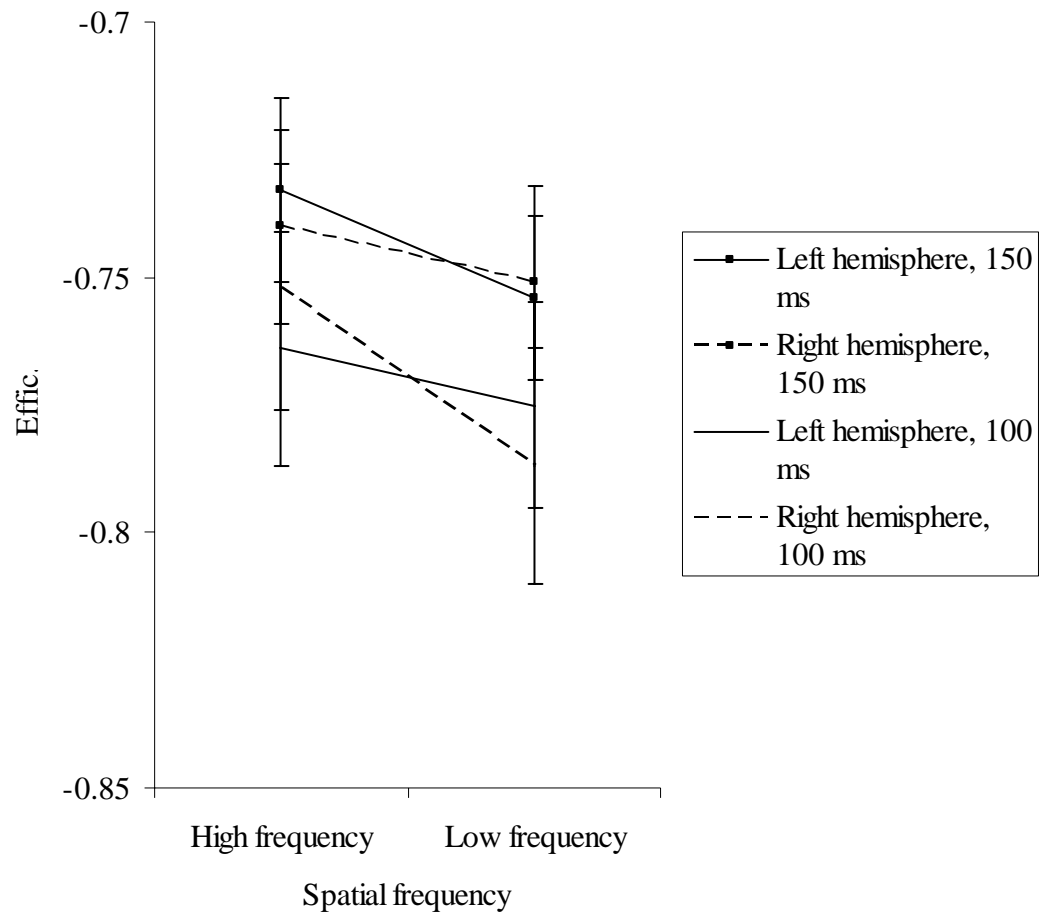 -0.7
-0.75
-0.8
-0.85
Effic.
High frequency
Low frequency
Spatial frequency
Left hemisphere, 150
ms
Right hemisphere,
150 ms
Left hemisphere, 100
ms
Right hemisphere,
100 ms